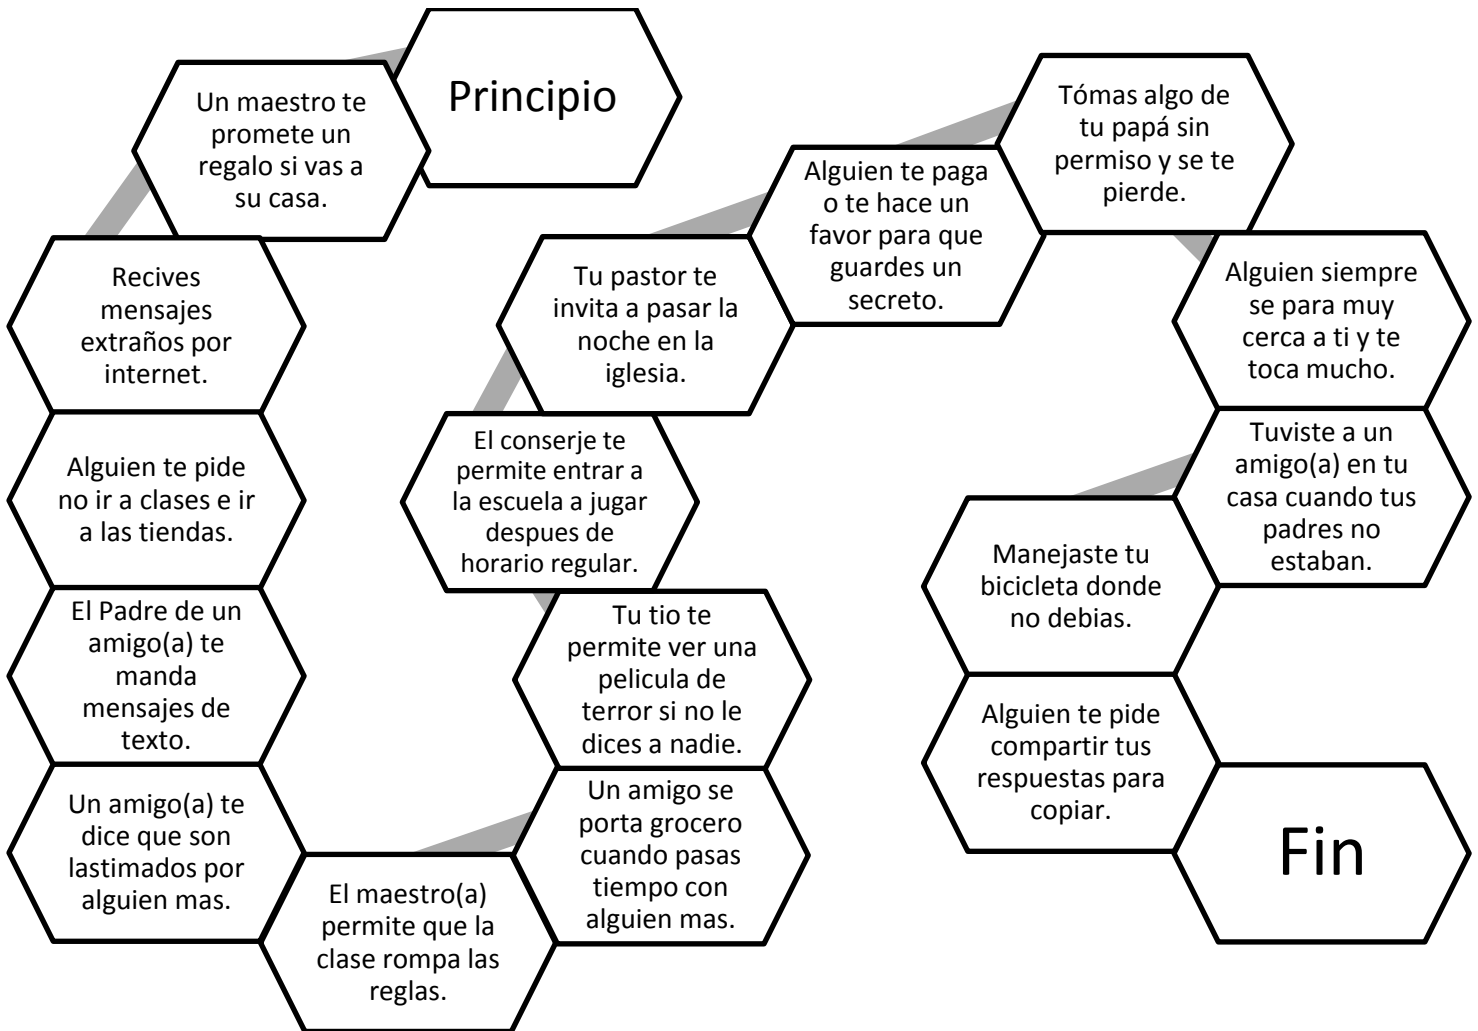 Principio
Un maestro te
promete un
regalo si vas a
su casa.
Recives
mensajes
extraños por
internet.
Alguien te pide
no ir a clases e ir
a las tiendas.
El Padre de un
amigo(a) te
manda
mensajes de
texto.
Un amigo(a) te
dice que son
lastimados por
alguien mas.
El maestro(a)
permite que la
clase rompa las
reglas.
Un amigo se
porta grocero
cuando pasas
tiempo con
alguien mas.
Tu tio te
permite ver una
pelicula de
terror si no le
dices a nadie.
El conserje te
permite entrar a
la escuela a jugar
despues de
horario regular.
Tu pastor te
invita a pasar la
noche en la
iglesia.
Alguien te paga
o te hace un
favor para que
guardes un
secreto.
Tómas algo de
tu papá sin
permiso y se te
pierde.
Alguien siempre
se para muy
cerca a ti y te
toca mucho.
Tuviste a un
amigo(a) en tu
casa cuando tus
padres no
estaban.
Manejaste tu
bicicleta donde
no debias.
Alguien te pide
compartir tus
respuestas para
copiar.
Fin